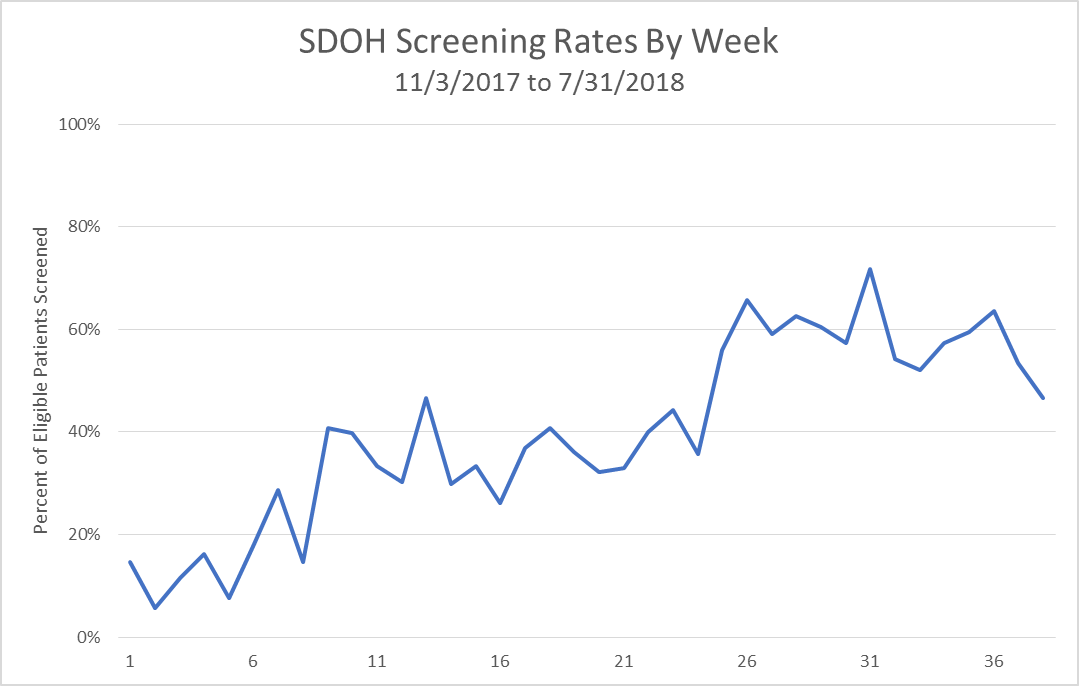 SDOH Screening Rates By Week
11/3/2017 to 7/31/2018
Percent of Eligible Patients Screened
100%
80%
60%
40%
20%
0%
1 6 11 16 21 26 31 36